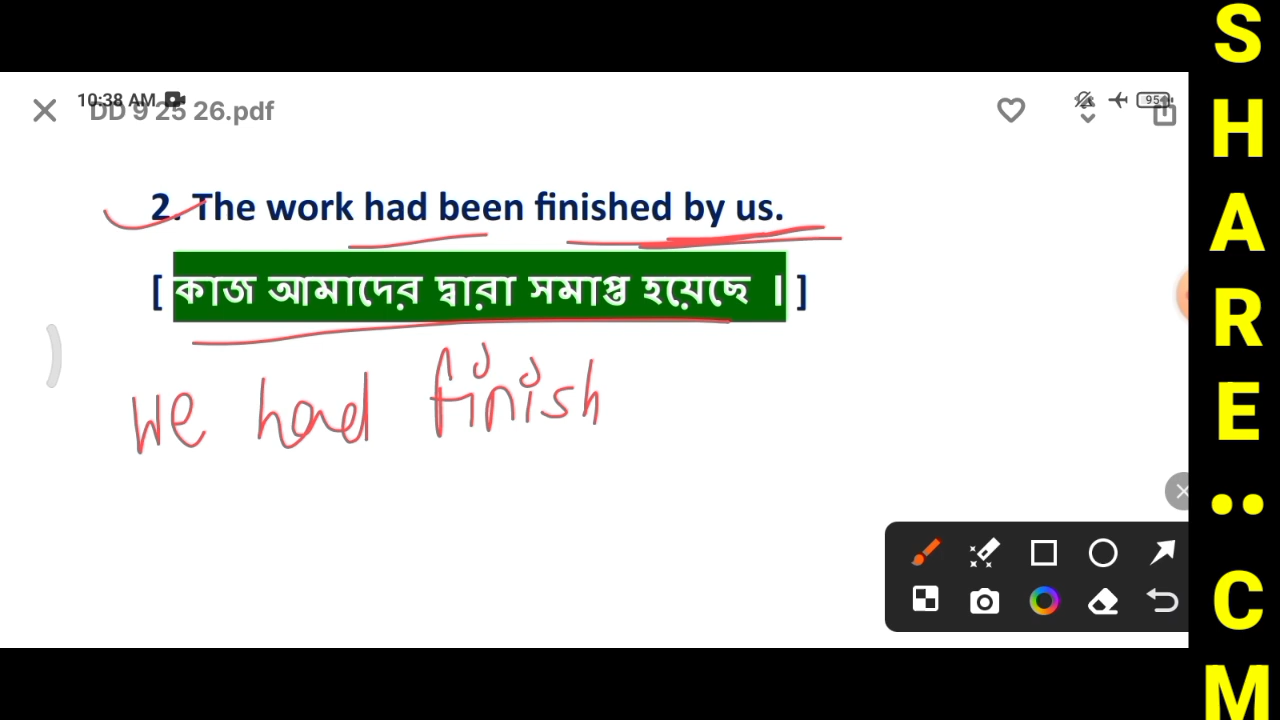 10:38 AM
DD 9 25 26.pdf
95
2. The work had been finished by us.
[ কাজ আমাদের দ্বারা সমাপ্ত হয়েছে । ]
We had finish
SHARE •• CM